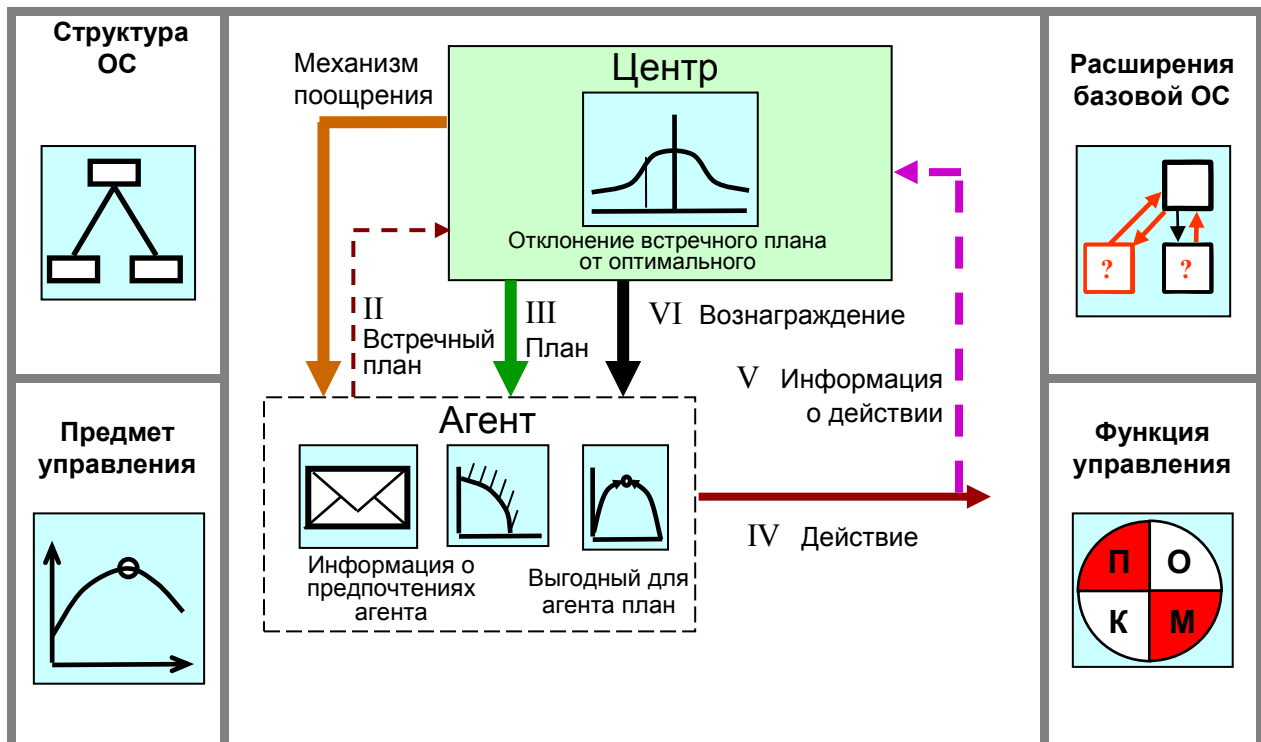 Структура
ОС
Предмет
управления
Механизм
поощрения
Центр
Отклонение встречного плана
от оптимального
II
Встречный
план
III
План
VI Вознаграждение
V Информация
о действии
Агент
Информация о
предпочтениях
агента
Выгодный для
агента план
IV Действие
Расширения
базовой ОС
?
?
Функция
управления
П О
К М